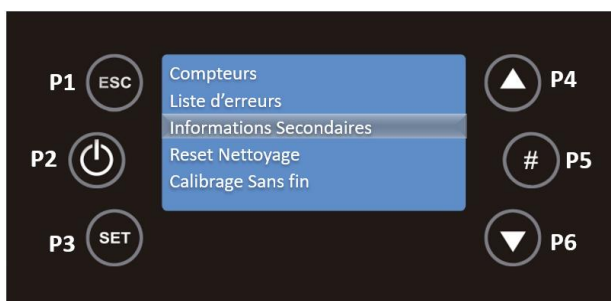 P1 ESC
P2
P3 SET
Compteurs
Liste d'erreurs
Informations Secondaires
Reset Nettoyage
Calibrage Sans fin
P4
# P5
P6